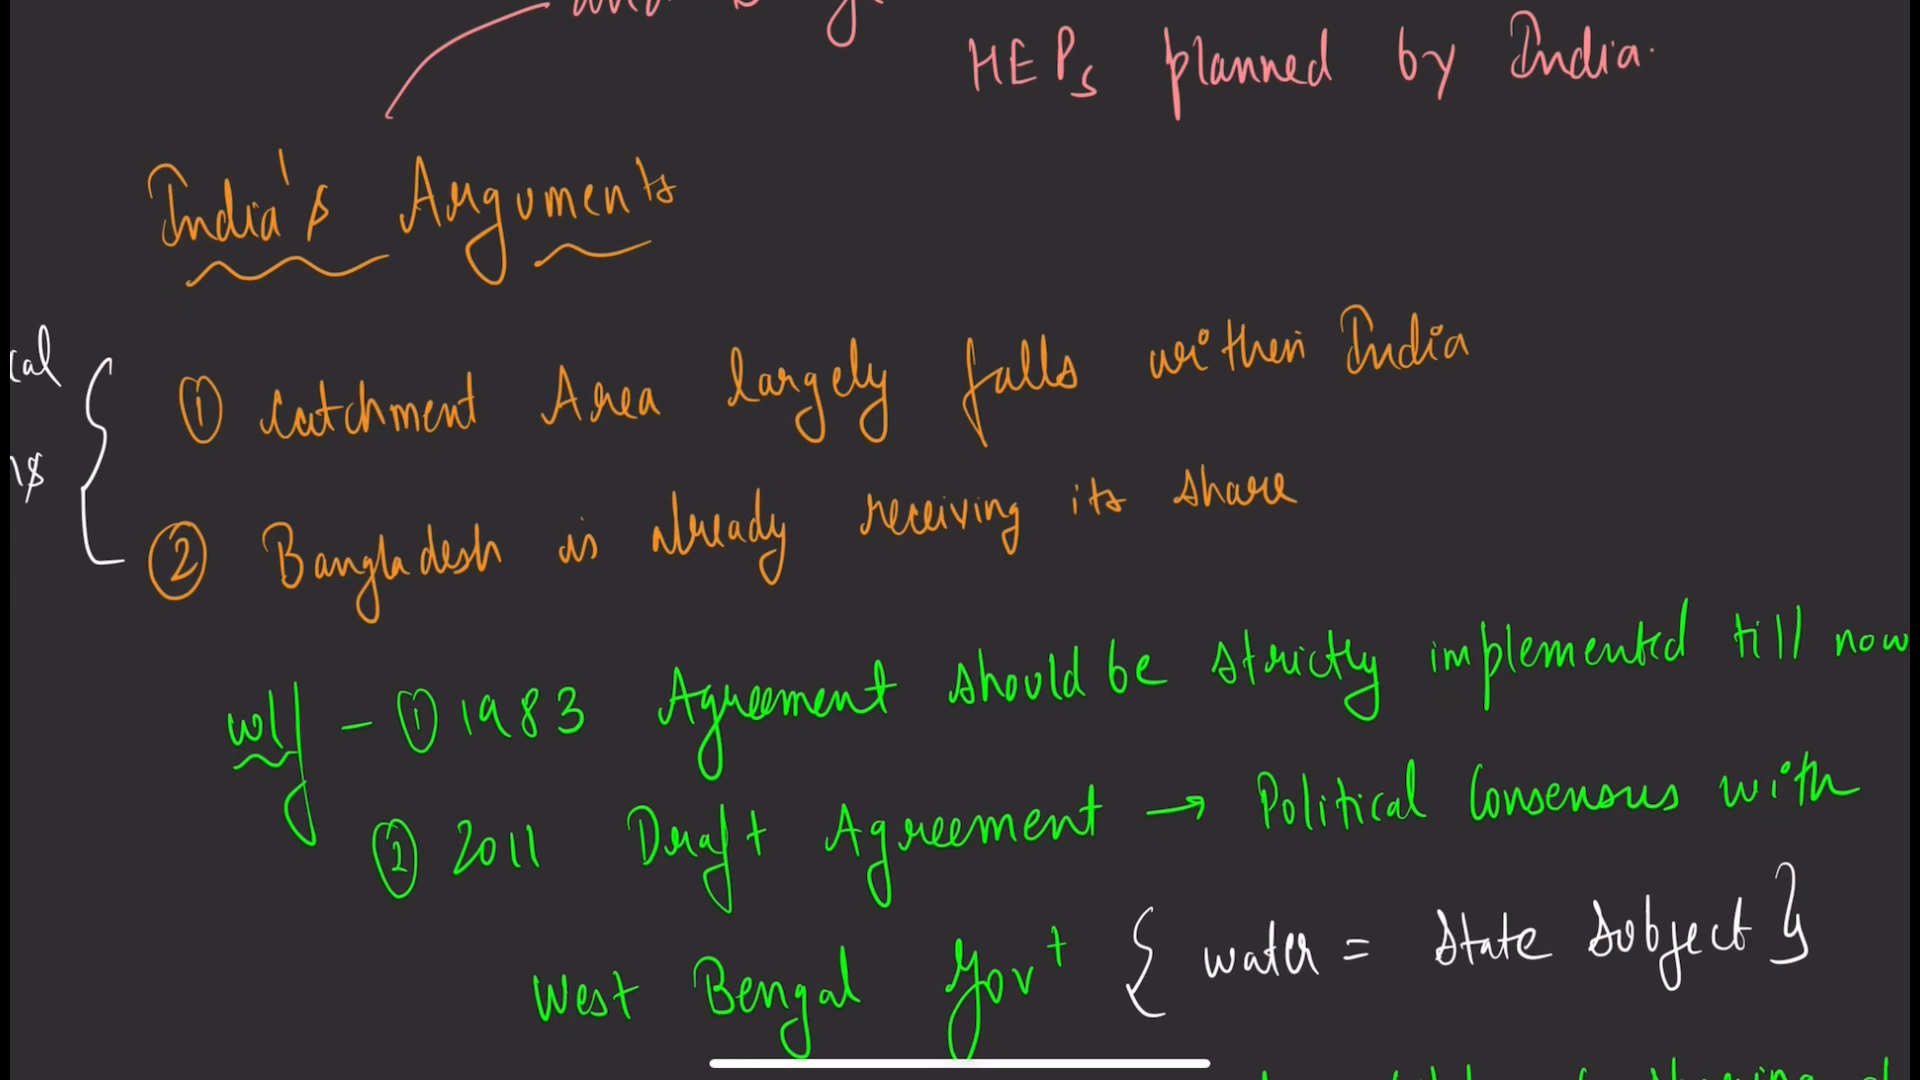 HEPs planned by India.
India's Arguments
① Catchment Area largely falls within India
② Bangladesh is already receiving its share
wf - ① 1983 Agreement should be strictly implemented till now
② 2011 Draft Agreement → Political Consensus with
West Bengal Govt { water = state subject }